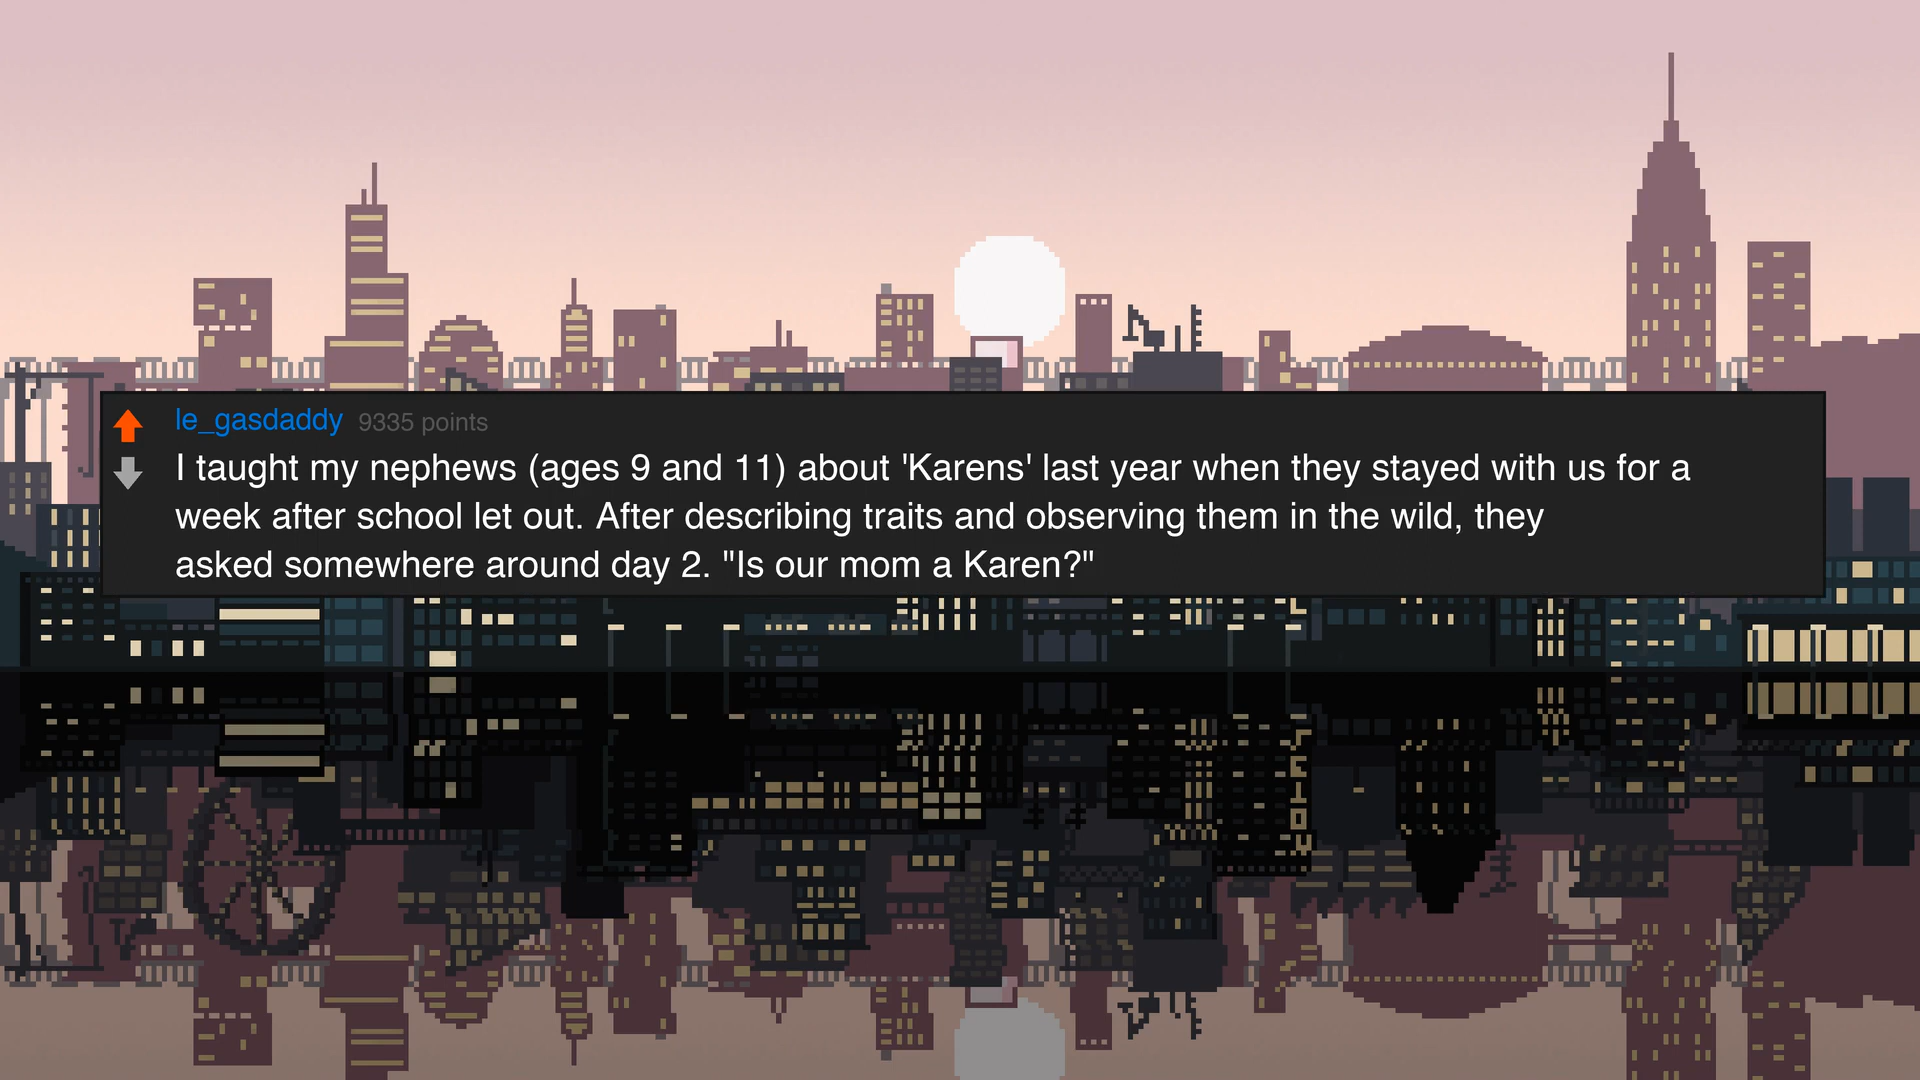 le_gasdaddy 9335 points
I taught my nephews (ages 9 and 11) about 'Karens' last year when they stayed with us for a
week after school let out. After describing traits and observing them in the wild, they
asked somewhere around day 2. "Is our mom a Karen?"